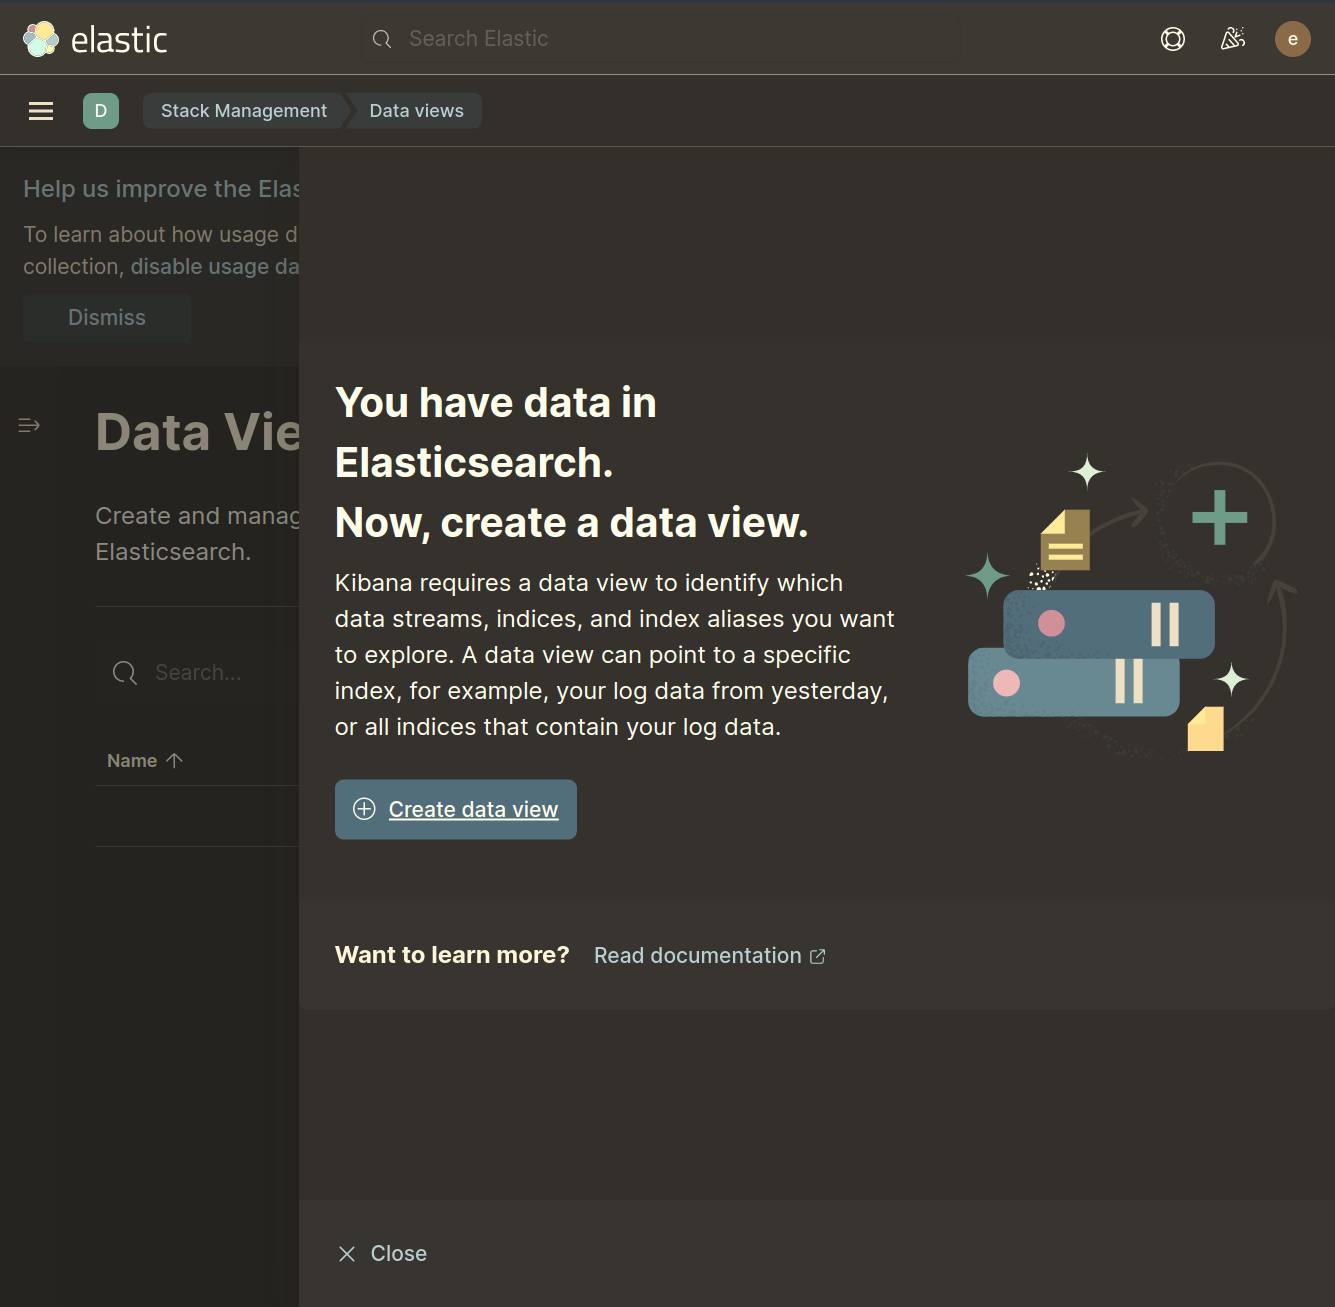 elastic
Search Elastic
e
D
Stack Management
Data views
Help us improve the Elas
To learn about how usage d
collection, disable usage da
Dismiss
Data Vie
Create and manag
Elasticsearch.
Search...
Name
You have data in
Elasticsearch.
Now, create a data view.
Kibana requires a data view to identify which
data streams, indices, and index aliases you want
to explore. A data view can point to a specific
index, for example, your log data from yesterday,
or all indices that contain your log data.
Create data view
Want to learn more? Read documentation
Close